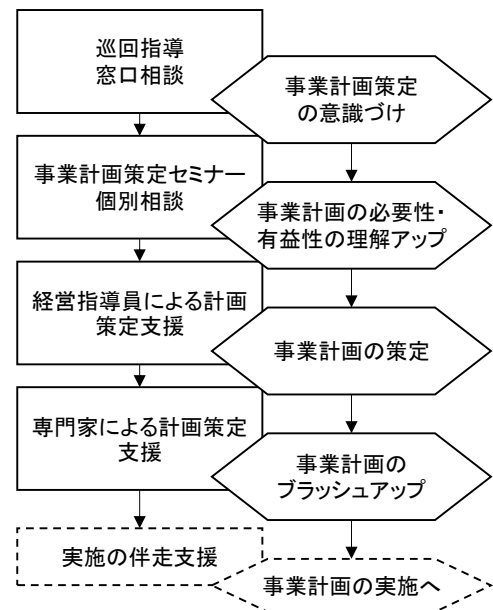 巡回指導
窓口相談
事業計画策定
の意識づけ
事業計画策定セミナー
個別相談
事業計画の必要性・
有益性の理解アップ
経営指導員による計画
策定支援
事業計画の策定
専門家による計画策定
支援
事業計画の
ブラッシュアップ
実施の伴走支援
事業計画の実施へ